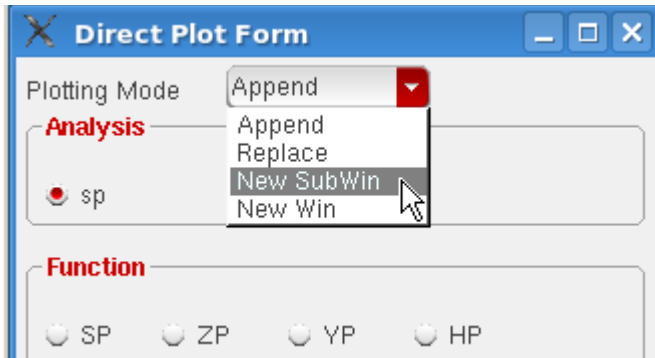 Direct Plot Form
Plotting Mode Append
Analysis Append
Replace
sp New SubWin
New Win
Function
SP ZP YP HP